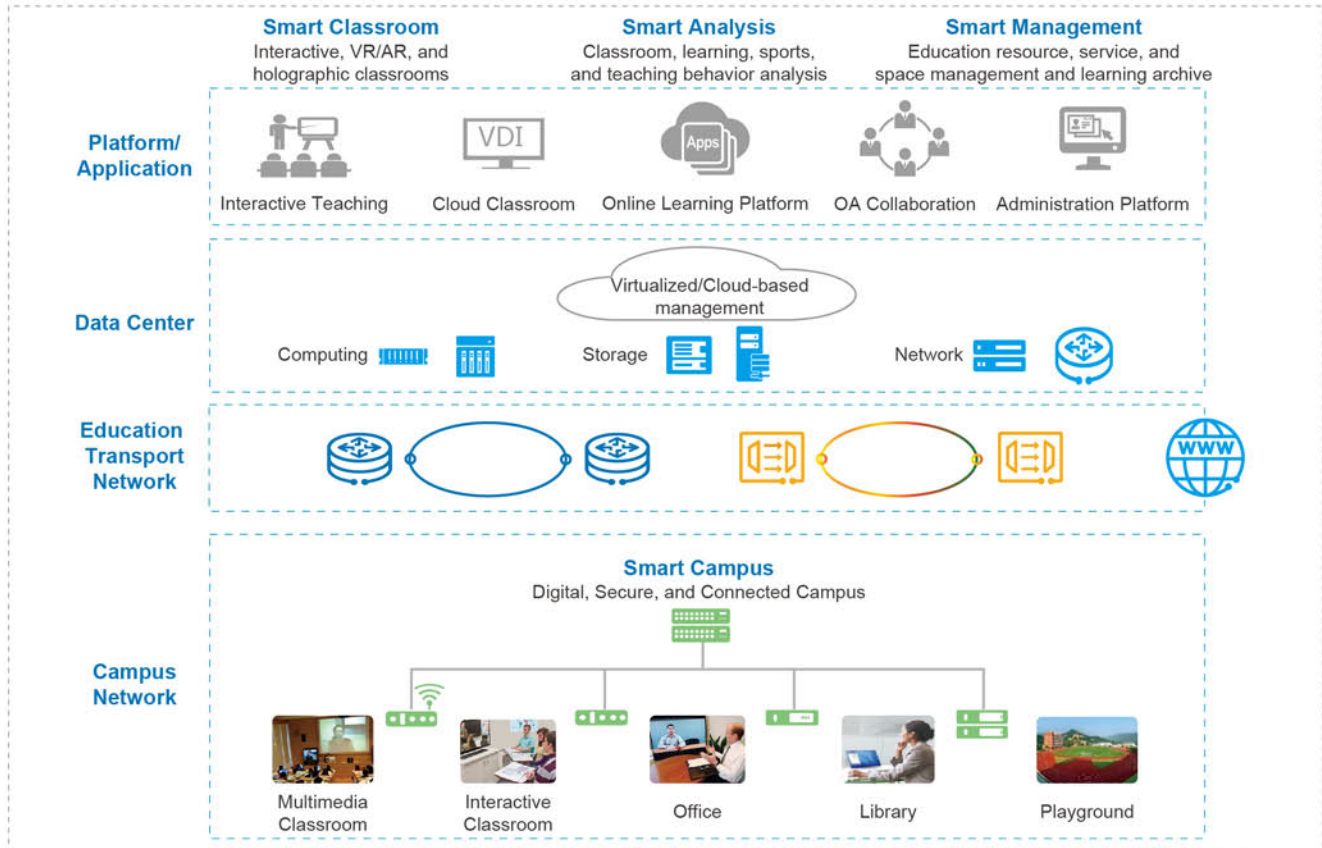 Smart Classroom
Interactive, VR/AR, and
holographic classrooms
Smart Analysis
Classroom, learning, sports,
and teaching behavior analysis
Smart Management
Education resource, service, and
space management and learning archive
Platform/
Application
VDI
Apps
Interactive Teaching
Cloud Classroom
Online Learning Platform
OA Collaboration
Administration Platform
Data Center
Virtualized/Cloud-based
management
Computing
Storage
Network
Education
Transport
Network
WWW
Campus
Network
Smart Campus
Digital, Secure, and Connected Campus
Multimedia
Classroom
Interactive
Classroom
Office
Library
Playground